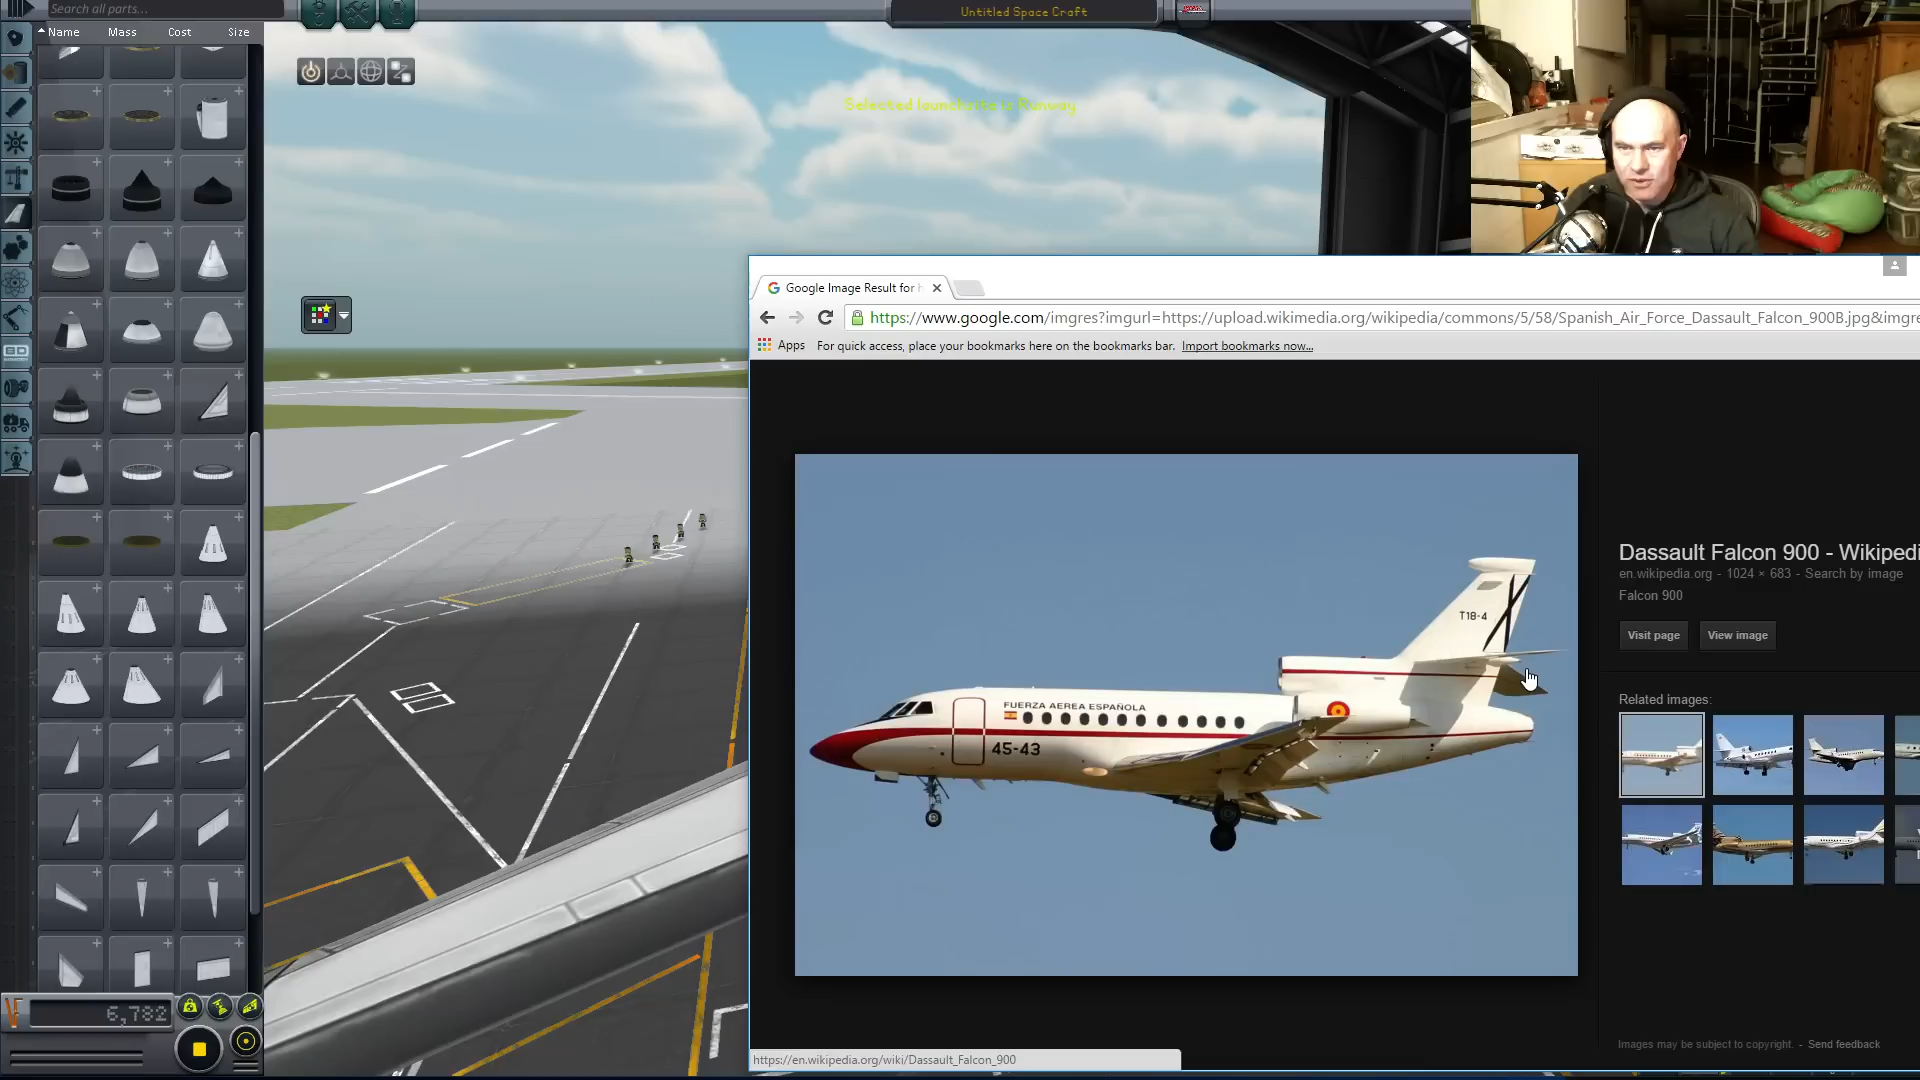 Search all parts...
Name Mass Cost Size
Untitled Space Craft
Selected launchsite is Runway
Google Image Result for h
https://www.google.com/imgres?imgurl=https://upload.wikimedia.org/wikipedia/commons/5/58/Spanish_Air_Force_Dassault_Falcon_900B.jpg&imgre
Apps For quick access, place your bookmarks here on the bookmarks bar. Import bookmarks now...
T18-4
FUERZA AEREA ESPAÑOLA
45-43
Dassault Falcon 900 - Wikipedi
en.wikipedia.org - 1024 × 683 - Search by image
Falcon 900
Visit page View image
Related images:
6,782
Images may be subject to copyright. - Send feedback
https://en.wikipedia.org/wiki/Dassault_Falcon_900